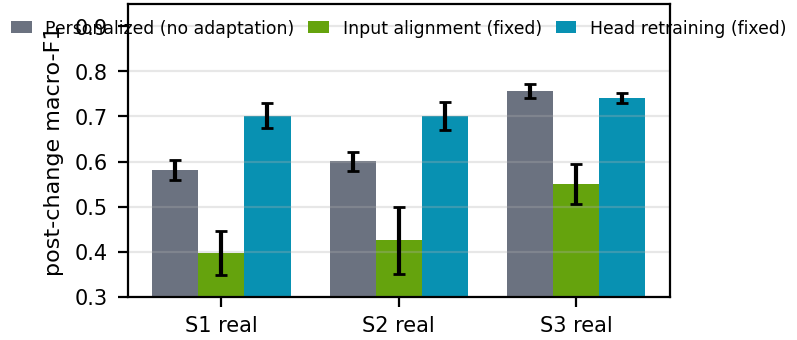 Personalized (no adaptation) Input alignment (fixed) Head retraining (fixed)
post-change macro-F1
0.9
0.8
0.7
0.6
0.5
0.4
0.3
S1 real S2 real S3 real